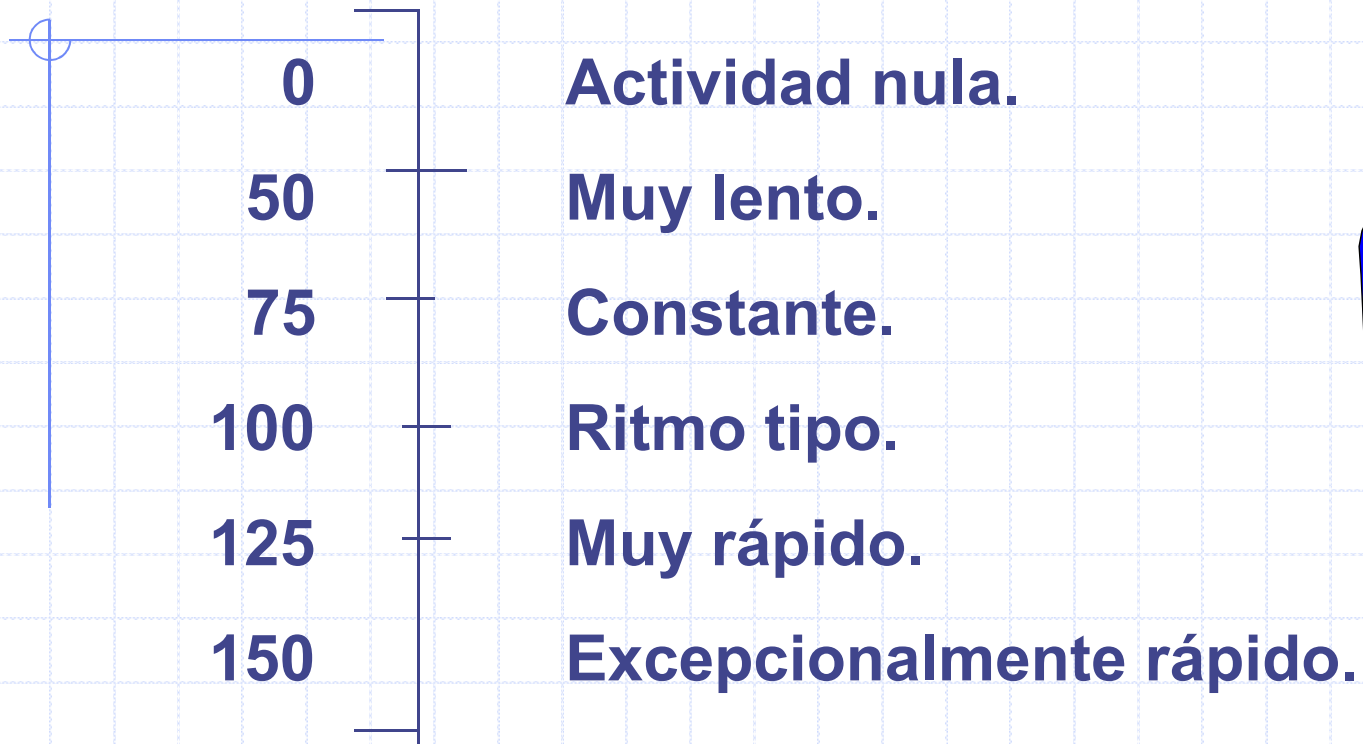 0 Actividad nula.
50 Muy lento.
75 Constante.
100 Ritmo tipo.
125 Muy rápido.
150 Excepcionalmente rápido.